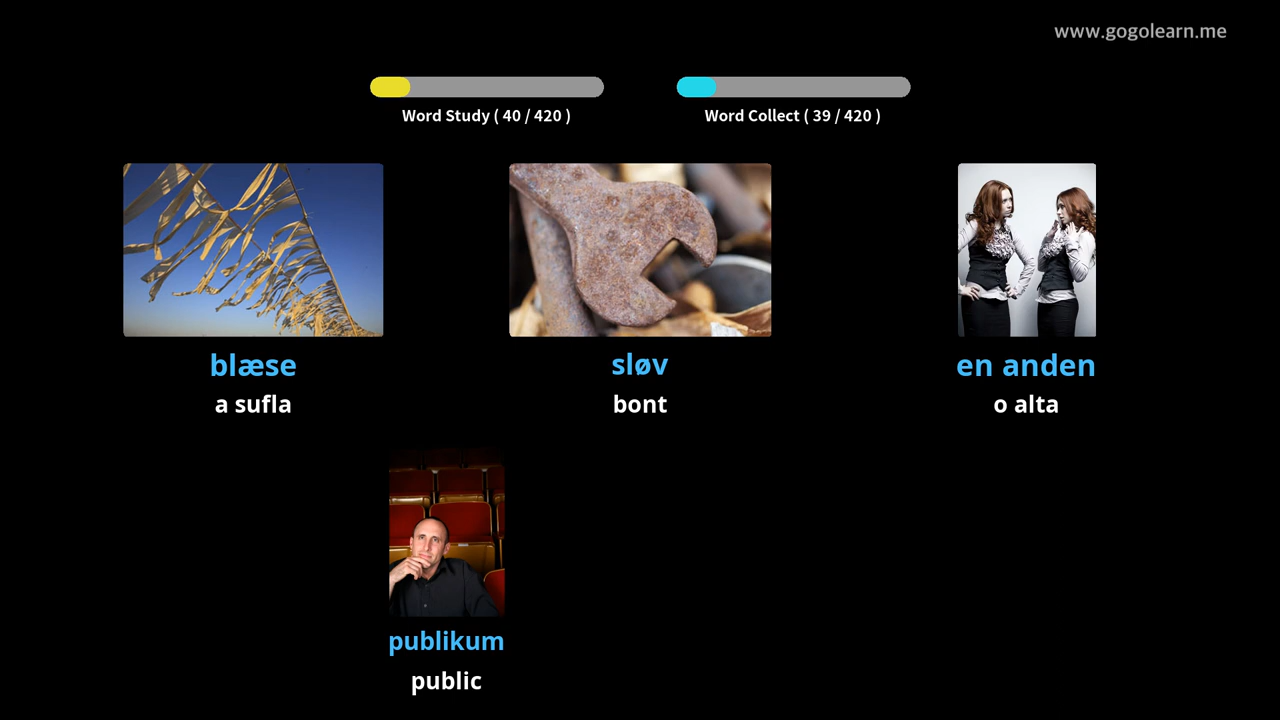 www.gogolearn.me
Word Study ( 40 / 420 )
Word Collect ( 39 / 420 )
blæse
sløv
en anden
a sufla
bont
o alta
publikum
public